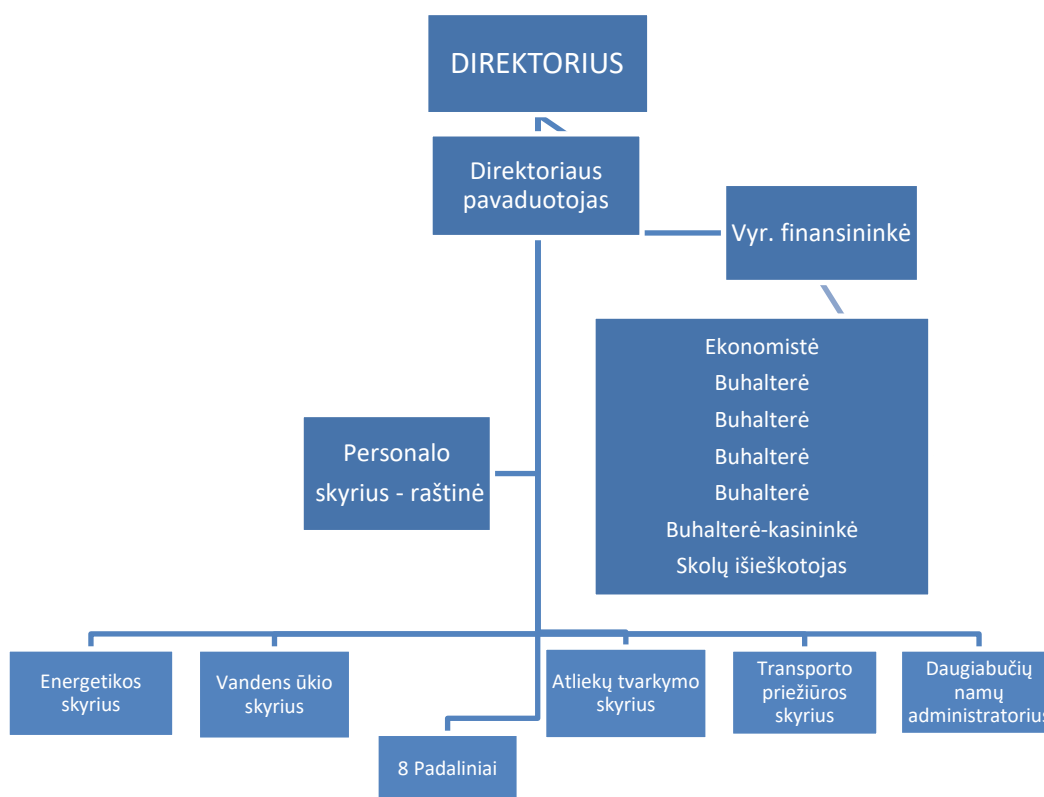 DIREKTORIUS
Direktoriaus
pavaduotojas
Vyr. finansininkė
Ekonomistė
Buhalterė
Buhalterė
Buhalterė
Buhalterė
Buhalterė-kasininkė
Skolų išieškotojas
Personalo
skyrius - raštinė
Energetikos
skyrius
Vandens ūkio
skyrius
Atliekų tvarkymo
skyrius
Transporto
priežiūros
skyrius
Daugiabučių
namų
administratorius
8 Padaliniai